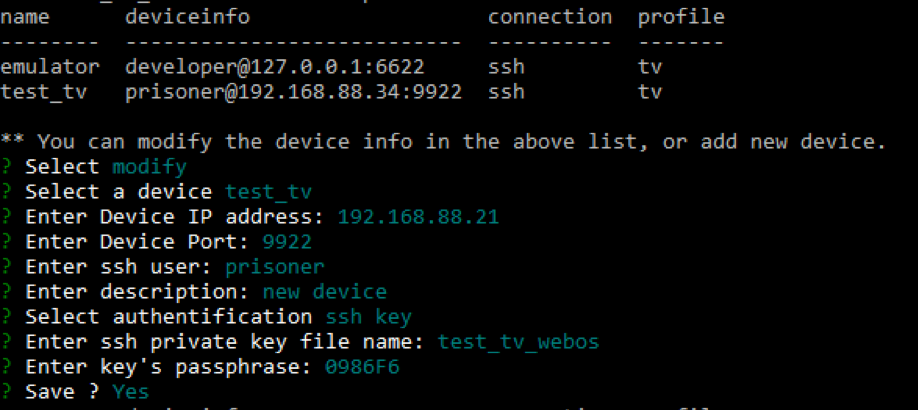 name deviceinfo connection profile
-------- --------------------------- ---------- -------
emulator developer@127.0.0.1:6622 ssh tv
test_tv prisoner@192.168.88.34:9922 ssh tv
** You can modify the device info in the above list, or add new device.
? Select modify
? Select a device test_tv
? Enter Device IP address: 192.168.88.21
? Enter Device Port: 9922
? Enter ssh user: prisoner
? Enter description: new device
? Select authentification ssh key
? Enter ssh private key file name: test_tv_webos
? Enter key's passphrase: 0986F6
? Save ? Yes